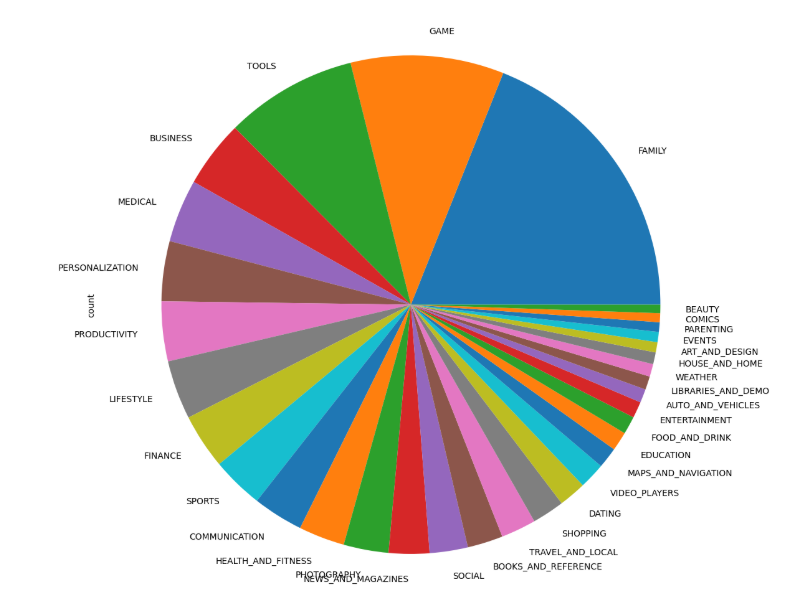 GAME
TOOLS
FAMILY
BUSINESS
MEDICAL
PERSONALIZATION
count
PRODUCTIVITY
LIFESTYLE
FINANCE
SPORTS
COMMUNICATION
HEALTH_AND_FITNESS
PHOTOGRAPHY
NEWS_AND_MAGAZINES
SOCIAL
BOOKS_AND_REFERENCE
TRAVEL_AND_LOCAL
SHOPPING
DATING
VIDEO_PLAYERS
MAPS_AND_NAVIGATION
EDUCATION
FOOD_AND_DRINK
ENTERTAINMENT
AUTO_AND_VEHICLES
LIBRARIES_AND_DEMO
WEATHER
HOUSE_AND_HOME
ART_AND_DESIGN
EVENTS
PARENTING
COMICS
BEAUTY